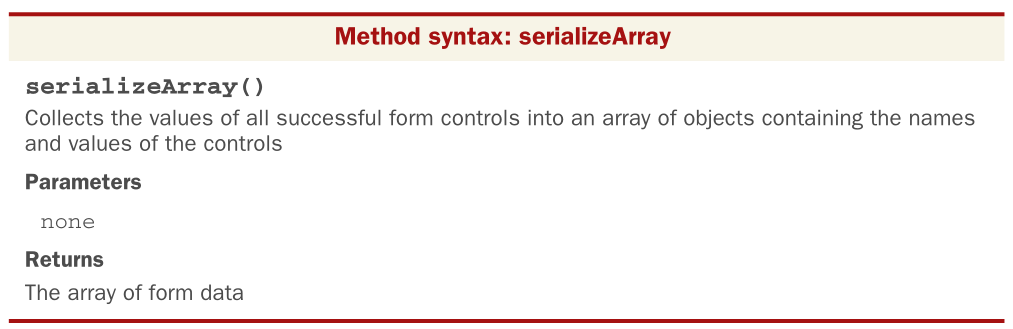 Method syntax: serializeArray
serializeArray()
Collects the values of all successful form controls into an array of objects containing the names
and values of the controls
Parameters
none
Returns
The array of form data